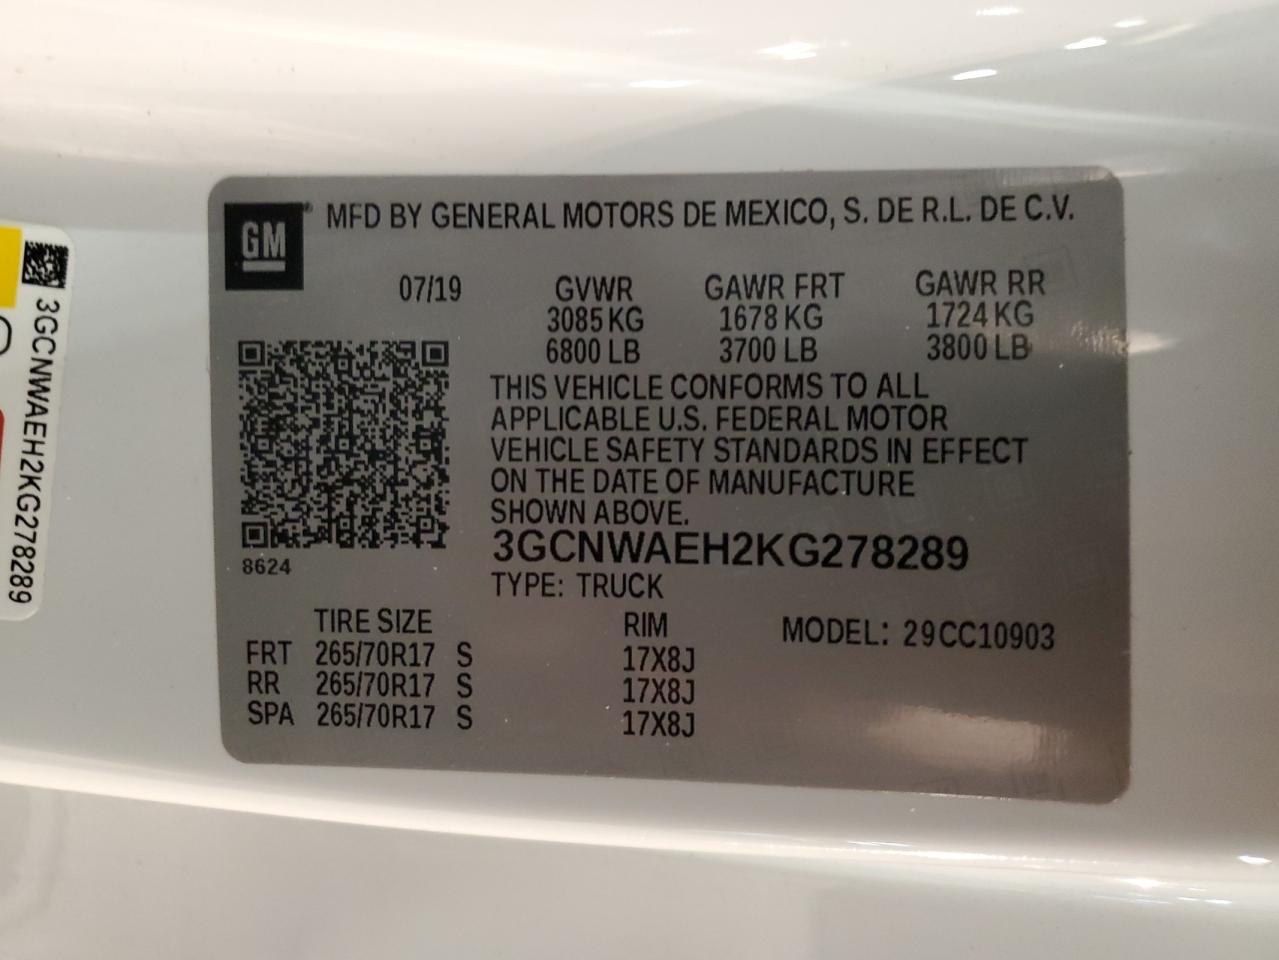 GM
MFD BY GENERAL MOTORS DE MEXICO, S. DE R.L. DE C.V.
07/19 GVWR GAWR FRT GAWR RR
3085 KG 1678 KG 1724 KG
6800 LB 3700 LB 3800 LB
THIS VEHICLE CONFORMS TO ALL
APPLICABLE U.S. FEDERAL MOTOR
VEHICLE SAFETY STANDARDS IN EFFECT
ON THE DATE OF MANUFACTURE
SHOWN ABOVE.
3GCNWAEH2KG278289
8624
TYPE: TRUCK
TIRE SIZE RIM MODEL: 29CC10903
FRT 265/70R17 S 17X8J
RR 265/70R17 S 17X8J
SPA 265/70R17 S 17X8J
3GCNWAEH2KG278289